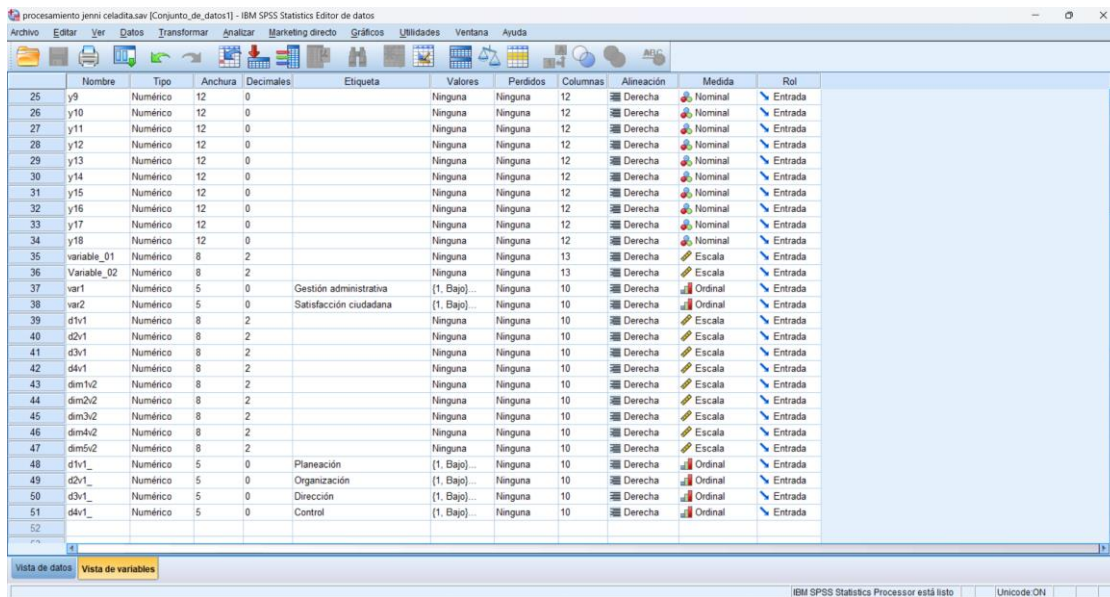 procesamiento jenni celadita.sav [Conjunto_de_datos1] - IBM SPSS Statistics Editor de datos
Archivo Editar Ver Datos Transformar Analizar Marketing directo Gráficos Utilidades Ventana Ayuda
Nombre Tipo Anchura Decimales Etiqueta Valores Perdidos Columnas Alineación Medida Rol
25 y9 Numérico 12 0 Ninguna Ninguna 12 Derecha Nominal Entrada
26 y10 Numérico 12 0 Ninguna Ninguna 12 Derecha Nominal Entrada
27 y11 Numérico 12 0 Ninguna Ninguna 12 Derecha Nominal Entrada
28 y12 Numérico 12 0 Ninguna Ninguna 12 Derecha Nominal Entrada
29 y13 Numérico 12 0 Ninguna Ninguna 12 Derecha Nominal Entrada
30 y14 Numérico 12 0 Ninguna Ninguna 12 Derecha Nominal Entrada
31 y15 Numérico 12 0 Ninguna Ninguna 12 Derecha Nominal Entrada
32 y16 Numérico 12 0 Ninguna Ninguna 12 Derecha Nominal Entrada
33 y17 Numérico 12 0 Ninguna Ninguna 12 Derecha Nominal Entrada
34 y18 Numérico 12 0 Ninguna Ninguna 12 Derecha Nominal Entrada
35 variable_01 Numérico 8 2 Ninguna Ninguna 13 Derecha Escala Entrada
36 Variable_02 Numérico 8 2 Ninguna Ninguna 13 Derecha Escala Entrada
37 var1 Numérico 5 0 Gestión administrativa {1, Bajo}... Ninguna 10 Derecha Ordinal Entrada
38 var2 Numérico 5 0 Satisfacción ciudadana {1, Bajo}... Ninguna 10 Derecha Ordinal Entrada
39 d1v1 Numérico 8 2 Ninguna Ninguna 10 Derecha Escala Entrada
40 d2v1 Numérico 8 2 Ninguna Ninguna 10 Derecha Escala Entrada
41 d3v1 Numérico 8 2 Ninguna Ninguna 10 Derecha Escala Entrada
42 d4v1 Numérico 8 2 Ninguna Ninguna 10 Derecha Escala Entrada
43 dim1v2 Numérico 8 2 Ninguna Ninguna 10 Derecha Escala Entrada
44 dim2v2 Numérico 8 2 Ninguna Ninguna 10 Derecha Escala Entrada
45 dim3v2 Numérico 8 2 Ninguna Ninguna 10 Derecha Escala Entrada
46 dim4v2 Numérico 8 2 Ninguna Ninguna 10 Derecha Escala Entrada
47 dim5v2 Numérico 8 2 Ninguna Ninguna 10 Derecha Escala Entrada
48 d1v1_ Numérico 5 0 Planeación {1, Bajo}... Ninguna 10 Derecha Ordinal Entrada
49 d2v1_ Numérico 5 0 Organización {1, Bajo}... Ninguna 10 Derecha Ordinal Entrada
50 d3v1_ Numérico 5 0 Dirección {1, Bajo}... Ninguna 10 Derecha Ordinal Entrada
51 d4v1_ Numérico 5 0 Control {1, Bajo}... Ninguna 10 Derecha Ordinal Entrada
52
Vista de datos Vista de variables
IBM SPSS Statistics Processor está listo Unicode:ON